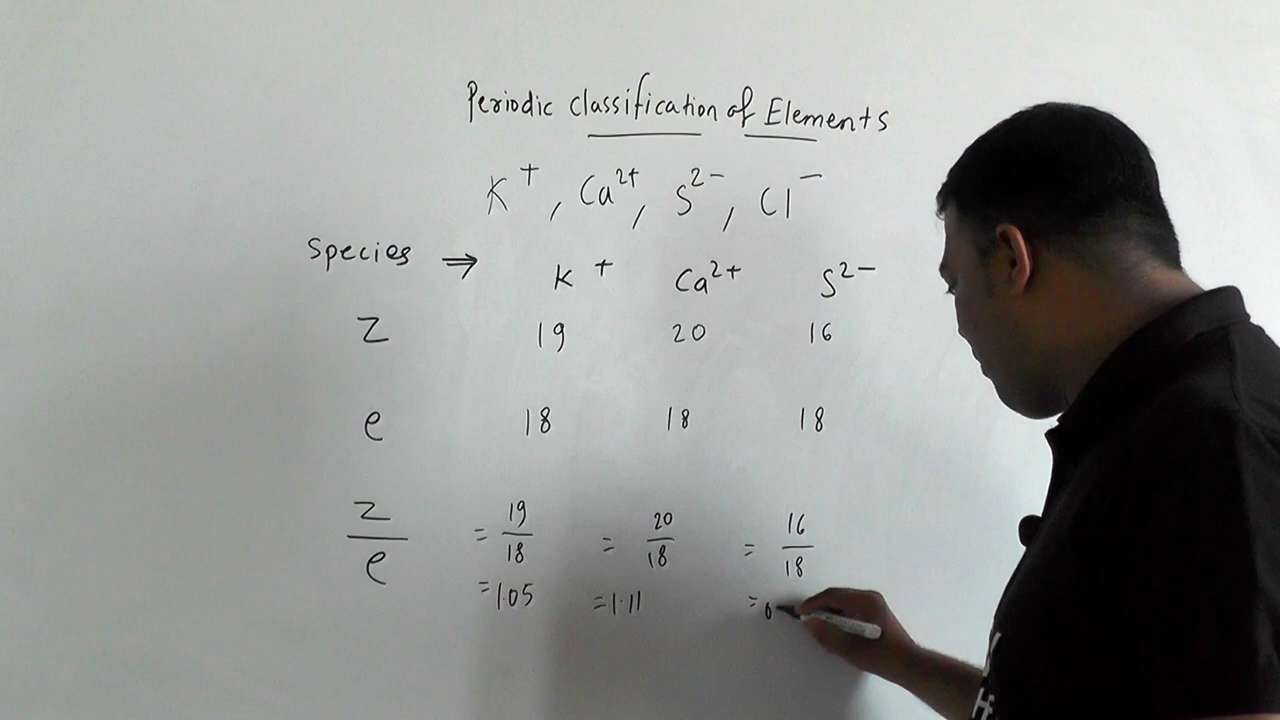 Periodic Classification of Elements
K⁺, Ca²⁺, S²⁻, Cl⁻
Species ⇒ K⁺ Ca²⁺ S²⁻
Z 19 20 16
e 18 18 18
Z/e = 19/18 = 20/18 = 16/18
=1.05 =1.11 =0